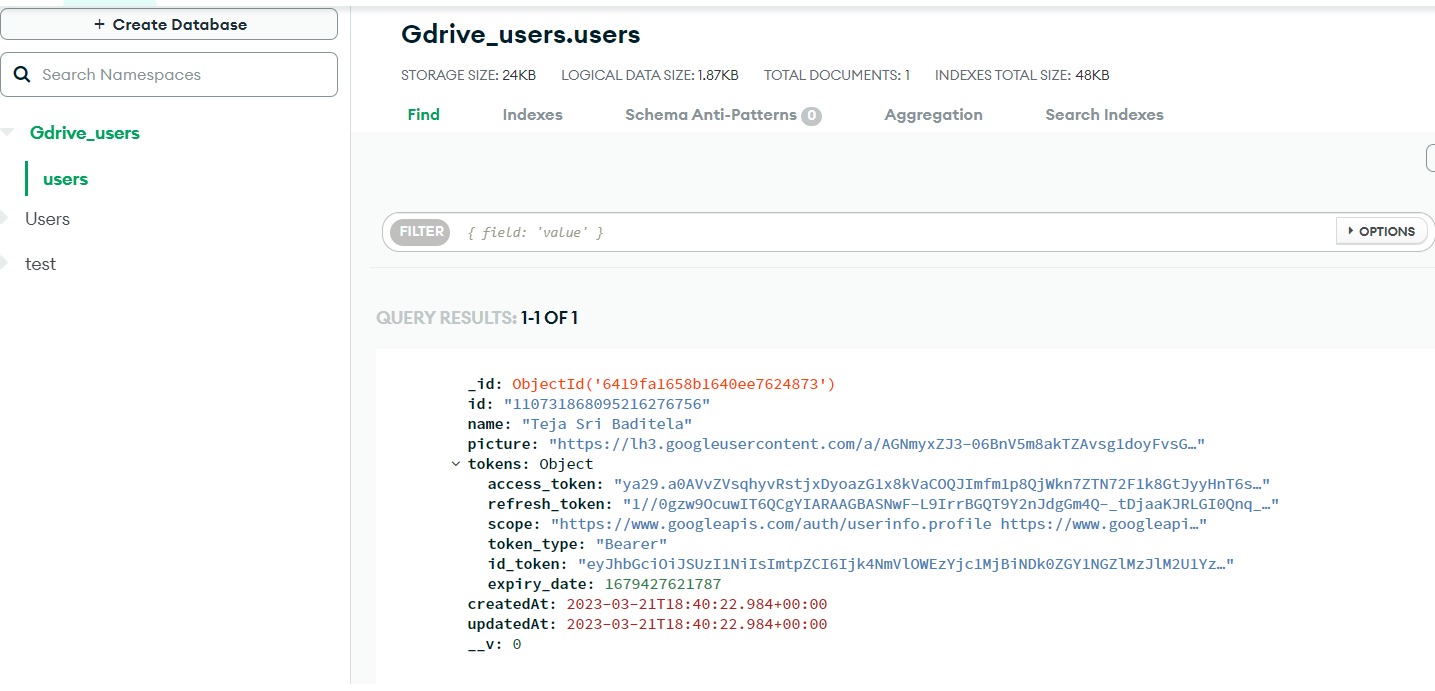 + Create Database
Search Namespaces
Gdrive_users
users
Users
test
Gdrive_users.users
STORAGE SIZE: 24KB LOGICAL DATA SIZE: 1.87KB TOTAL DOCUMENTS: 1 INDEXES TOTAL SIZE: 48KB
Find Indexes Schema Anti-Patterns 0 Aggregation Search Indexes
FILTER { field: 'value' } OPTIONS
QUERY RESULTS: 1-1 OF 1
_id: ObjectId('6419fa1658b1640ee7624873')
id: "110731868095216276756"
name: "Teja Sri Baditela"
picture: "https://lh3.googleusercontent.com/a/AGNmyxZJ3-06BnV5m8akTZAvsg1doyFvsG…"
tokens: Object
access_token: "ya29.a0AVvZVsqhyvRstjxDyoazG1x8kVaCOQJImfm1p8QjWkn7ZTN72F1k8GtJyyHnT6s…"
refresh_token: "1//0gzw9OcuwIT6QCgYIARAAGBASNwF-L9IrrBGQT9Y2nJdgGm4Q-_tDjaaKJRLGI0Qnq_…"
scope: "https://www.googleapis.com/auth/userinfo.profile https://www.googleapi…"
token_type: "Bearer"
id_token: "eyJhbGciOiJSUzI1NiIsImtpZCI6Ijk4NmVlOWEzYjc1MjBiNDk0ZGY1NGZlMzJlM2U1Yz…"
expiry_date: 1679427621787
createdAt: 2023-03-21T18:40:22.984+00:00
updatedAt: 2023-03-21T18:40:22.984+00:00
__v: 0